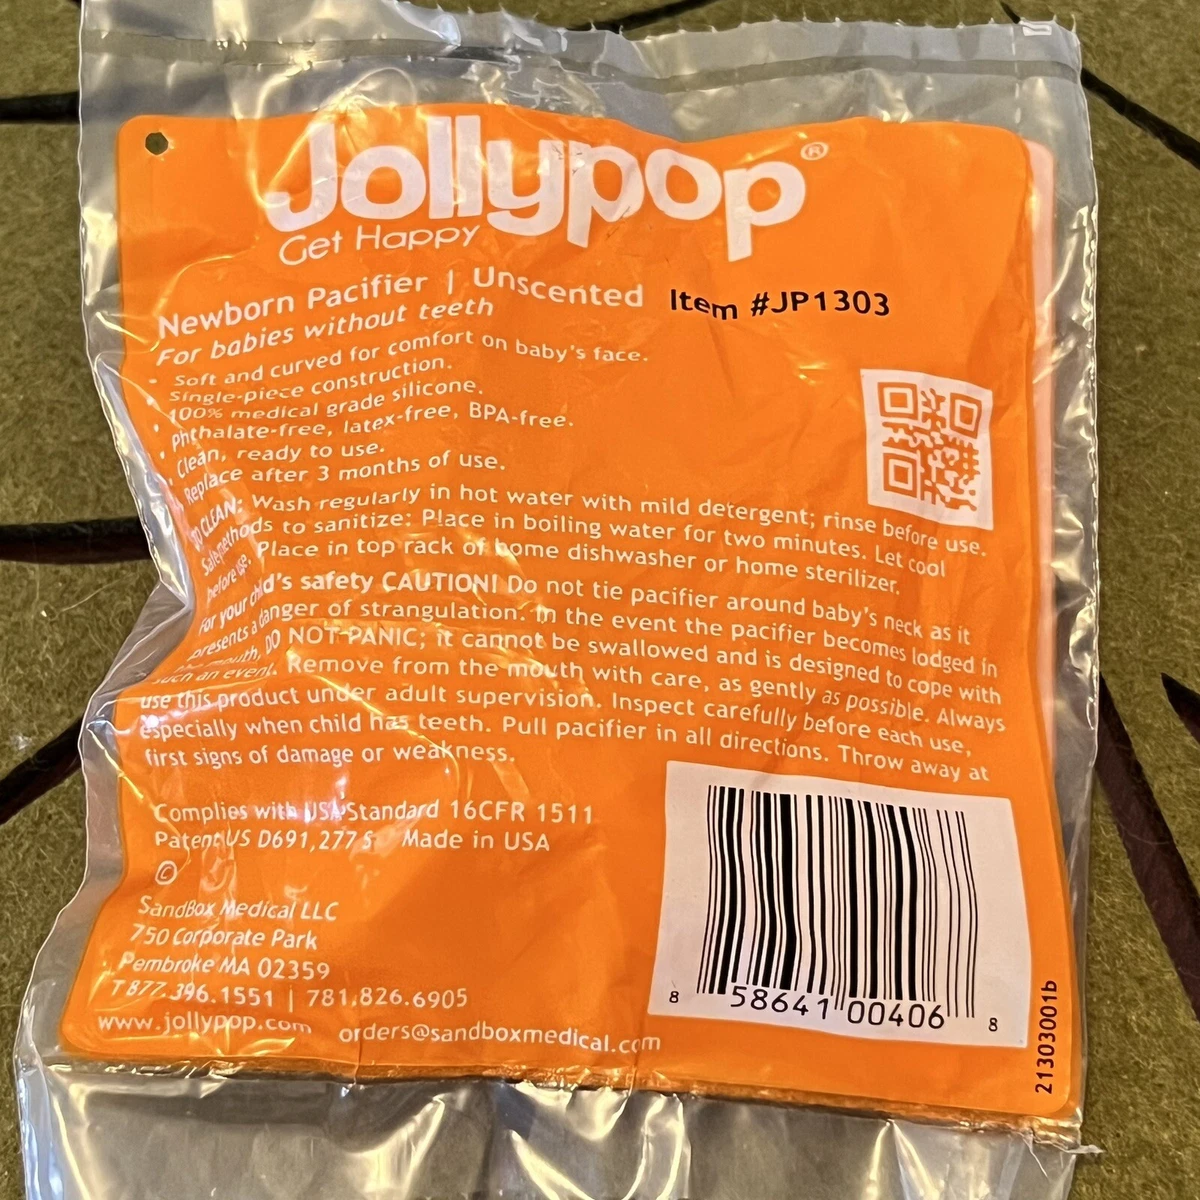 Jollypop®
Get Happy
Newborn Pacifier | Unscented Item #JP1303
For babies without teeth
• Soft and curved for comfort on baby's face.
Single-piece construction.
• 100% medical grade silicone.
• Phthalate-free, latex-free, BPA-free.
• Clean, ready to use.
Replace after 3 months of use.
TO CLEAN: Wash regularly in hot water with mild detergent; rinse before use.
Safe methods to sanitize: Place in boiling water for two minutes. Let cool
before use. Place in top rack of home dishwasher or home sterilizer.
For your child's safety CAUTION! Do not tie pacifier around baby's neck as it
presents a danger of strangulation. In the event the pacifier becomes lodged in
the mouth, DO NOT PANIC; it cannot be swallowed and is designed to cope with
such an event. Remove from the mouth with care, as gently as possible. Always
use this product under adult supervision. Inspect carefully before each use,
especially when child has teeth. Pull pacifier in all directions. Throw away at
first signs of damage or weakness.
Complies with USA Standard 16CFR 1511
Patent US D691,277 S Made in USA
©
SandBox Medical LLC
750 Corporate Park
Pembroke MA 02359
T 877.396.1551 | 781.826.6905
www.jollypop.com orders@sandboxmedical.com
8 58641 00406 8
21303001b